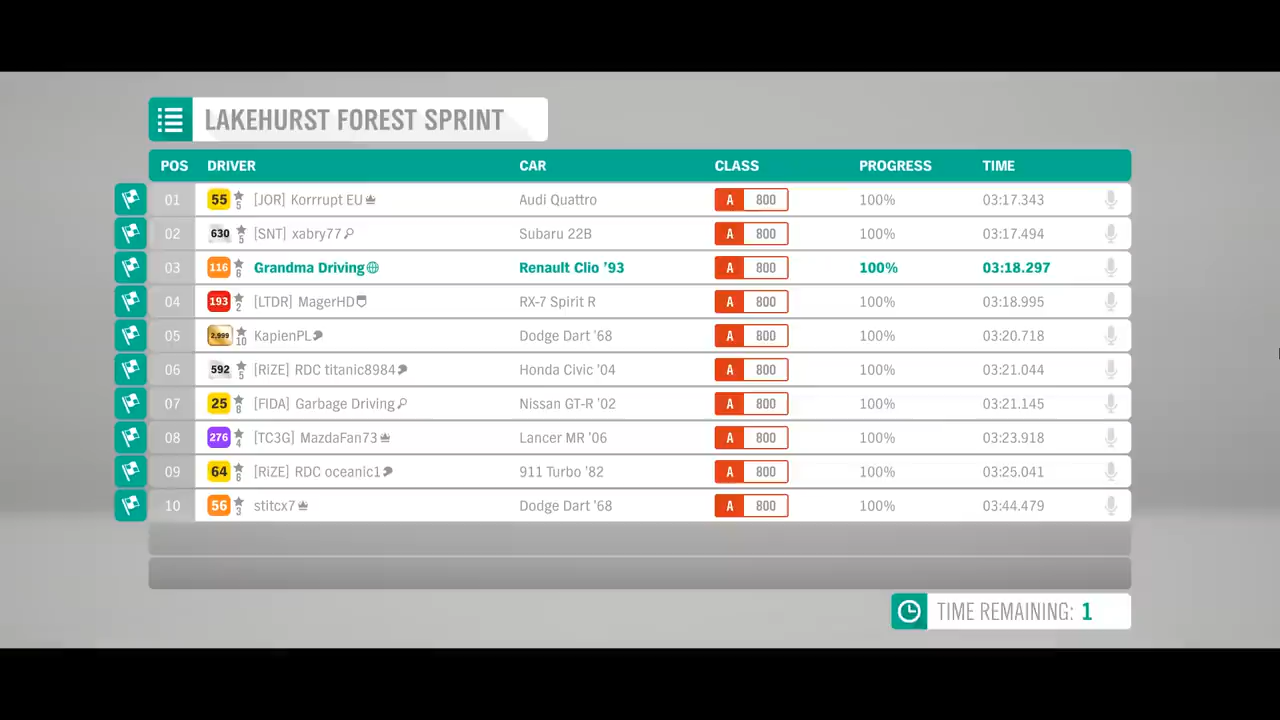 LAKEHURST FOREST SPRINT
POS DRIVER CAR CLASS PROGRESS TIME
01 55 5 [JOR] Korrrupt EU Audi Quattro A 800 100% 03:17.343
02 630 5 [SNT] xabry77 Subaru 22B A 800 100% 03:17.494
03 116 6 Grandma Driving Renault Clio '93 A 800 100% 03:18.297
04 193 2 [LTDR] MagerHD RX-7 Spirit R A 800 100% 03:18.995
05 2,999 10 KapienPL Dodge Dart '68 A 800 100% 03:20.718
06 592 5 [RiZE] RDC titanic8984 Honda Civic '04 A 800 100% 03:21.044
07 25 8 [FIDA] Garbage Driving Nissan GT-R '02 A 800 100% 03:21.145
08 276 4 [TC3G] MazdaFan73 Lancer MR '06 A 800 100% 03:23.918
09 64 6 [RiZE] RDC oceanic1 911 Turbo '82 A 800 100% 03:25.041
10 56 3 stitcx7 Dodge Dart '68 A 800 100% 03:44.479
TIME REMAINING: 1